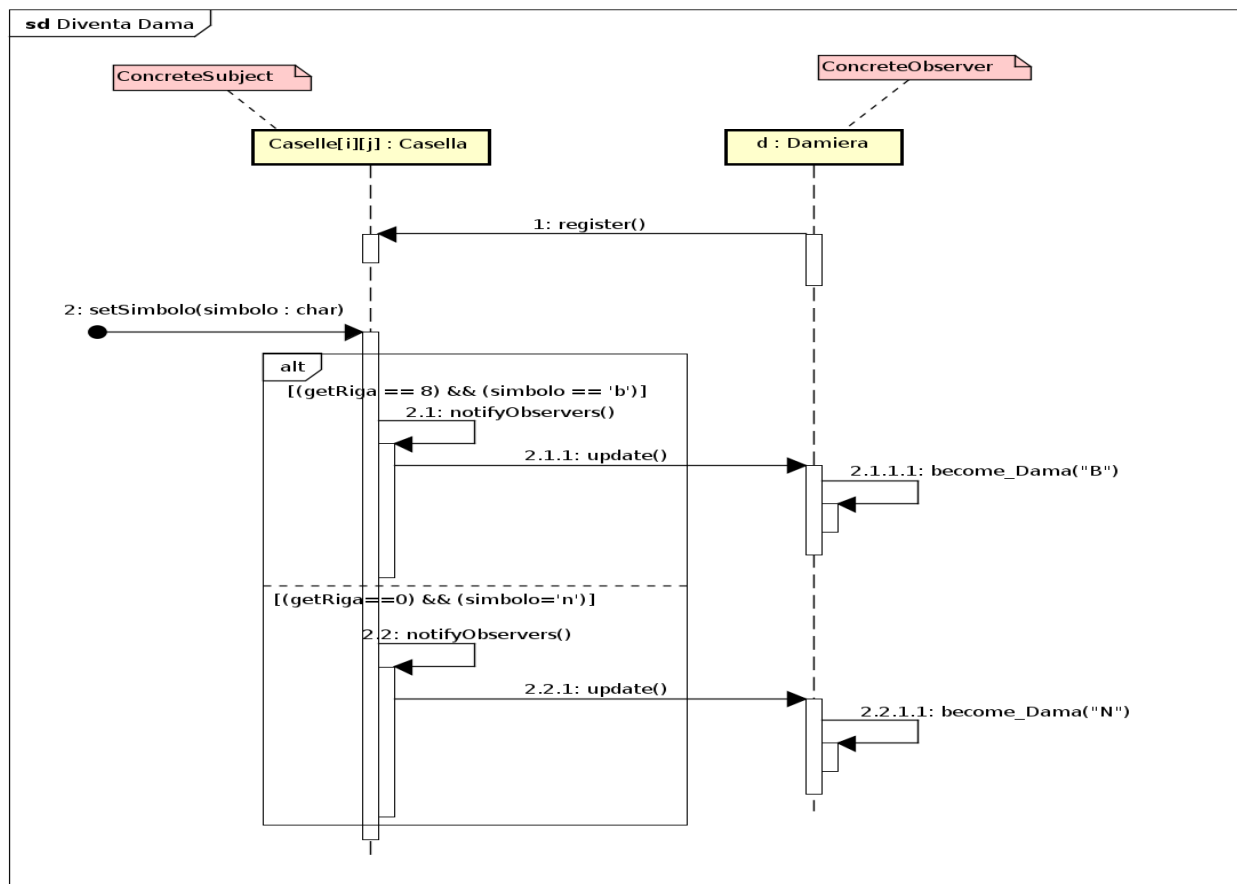 sd Diventa Dama
ConcreteSubject
ConcreteObserver
Caselle[i][j] : Casella
d : Damiera
1: register()
2: setSimbolo(simbolo : char)
alt
[(getRiga == 8) && (simbolo == 'b')]
2.1: notifyObservers()
2.1.1: update()
2.1.1.1: become_Dama("B")
[(getRiga==0) && (simbolo='n')]
2.2: notifyObservers()
2.2.1: update()
2.2.1.1: become_Dama("N")